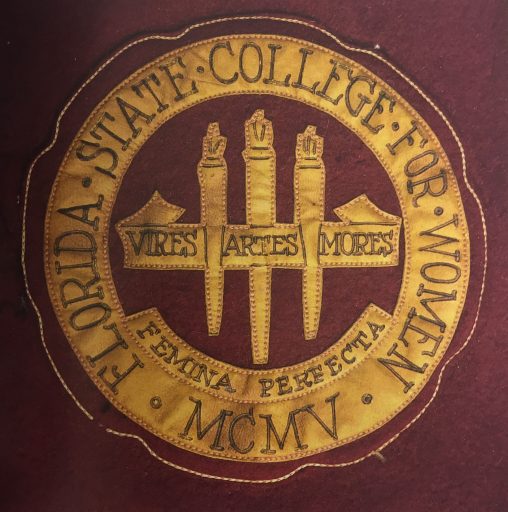 FLORIDA · STATE · COLLEGE · FOR · WOMEN
VIRES ARTES MORES
FEMINA PERFECTA
MCMV